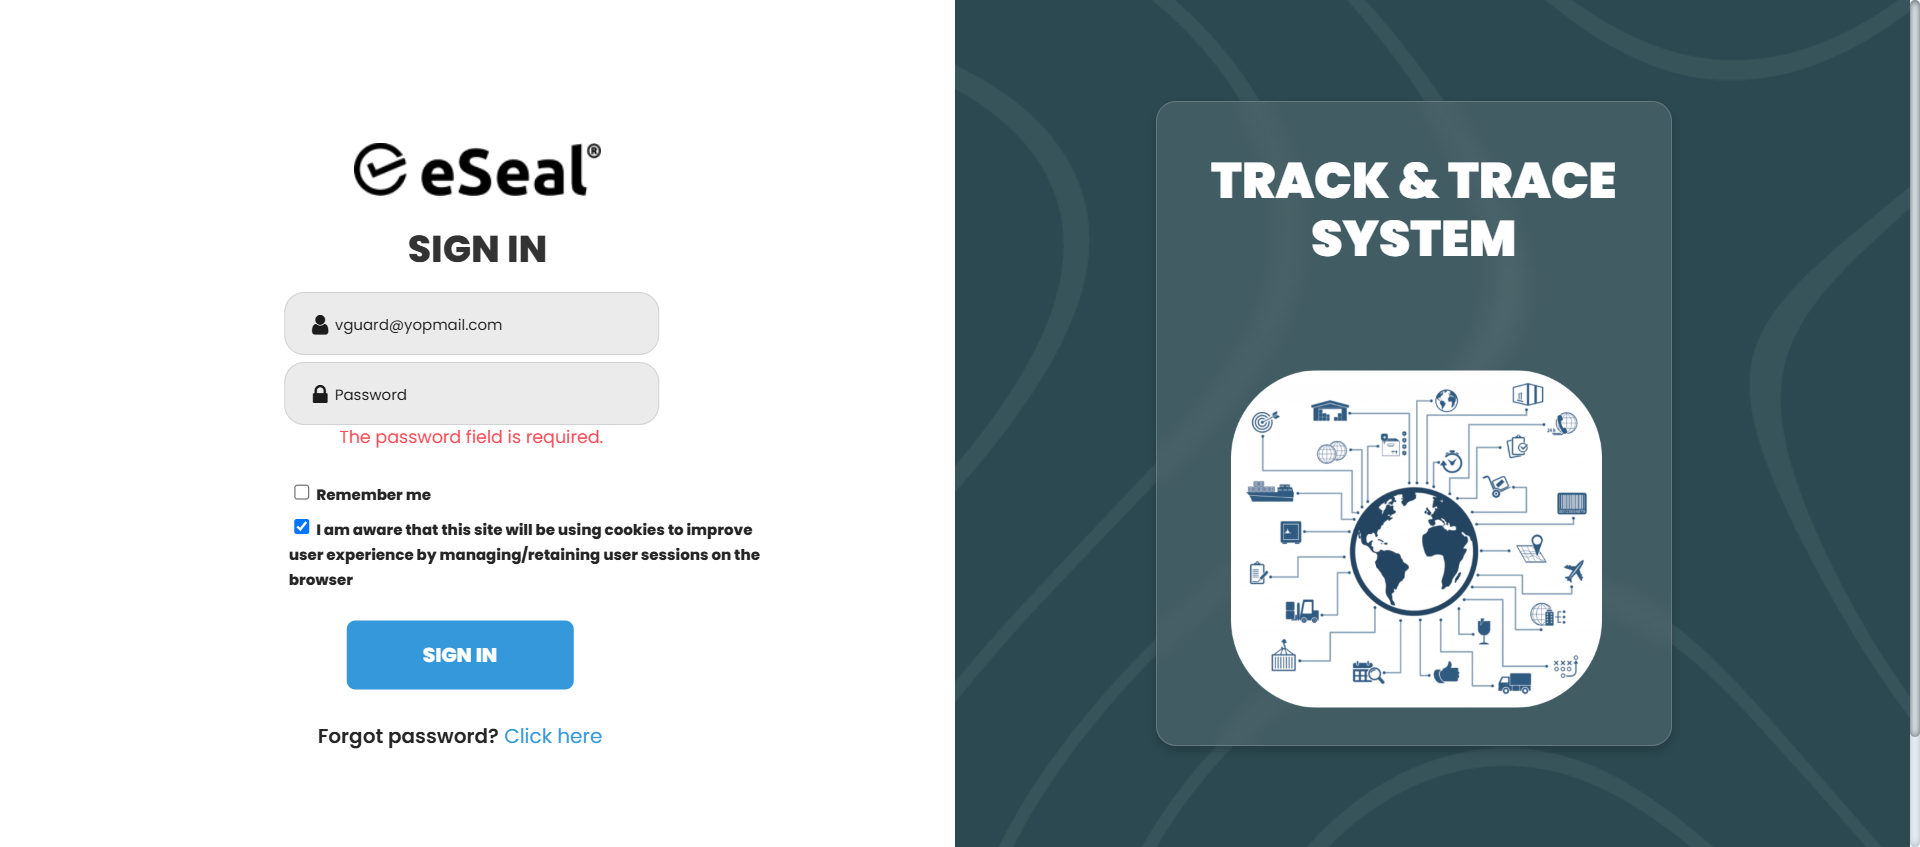 eSeal®
SIGN IN
vguard@yopmail.com
Password
The password field is required.
Remember me
I am aware that this site will be using cookies to improve
user experience by managing/retaining user sessions on the
browser
SIGN IN
Forgot password? Click here
TRACK & TRACE
SYSTEM